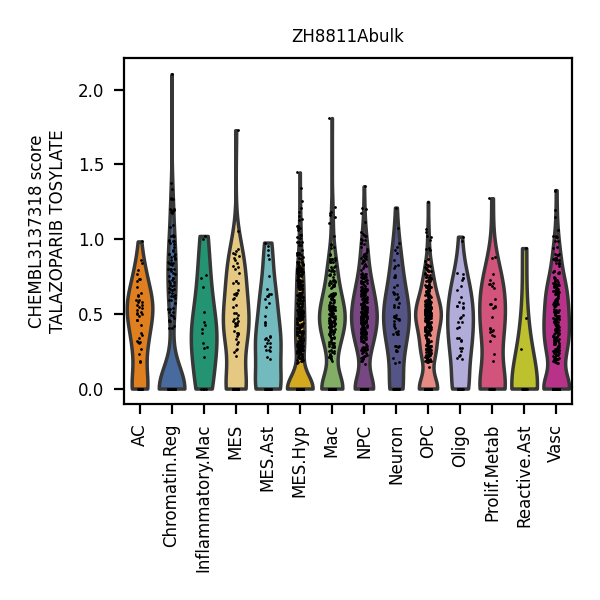 ZH8811Abulk
CHEMBL3137318 score
TALAZOPARIB TOSYLATE
2.0
1.5
1.0
0.5
0.0
AC
Chromatin.Reg
Inflammatory.Mac
MES
MES.Ast
MES.Hyp
Mac
NPC
Neuron
OPC
Oligo
Prolif.Metab
Reactive.Ast
Vasc